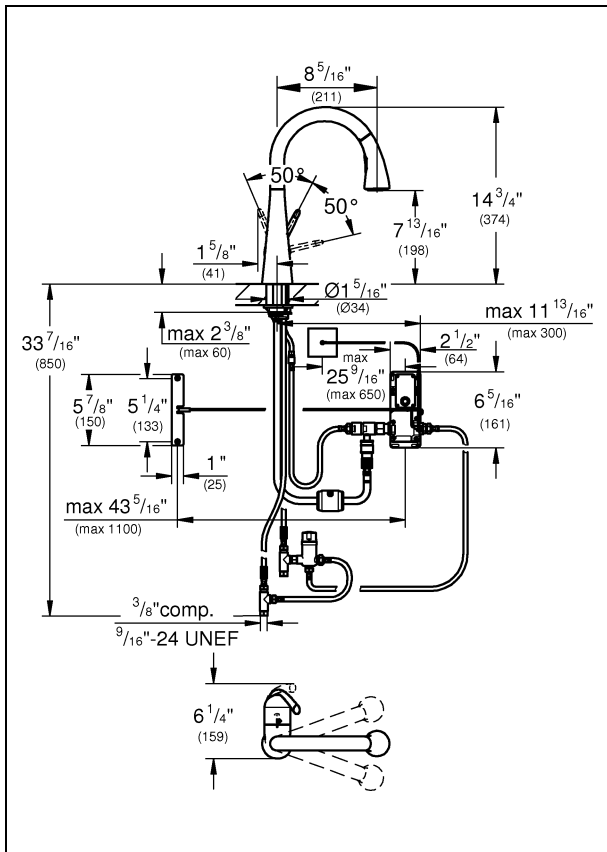 8 5/16"
(211)
50°
50°
14 3/4"
(374)
7 13/16"
(198)
1 5/8"
(41)
Ø1 5/16"
(Ø34)
max 11 13/16"
(max 300)
33 7/16"
(850)
max 2 3/8"
(max 60)
max
25 9/16"
(max 650)
2 1/2"
(64)
5 7/8"
(150)
5 1/4"
(133)
6 5/16"
(161)
1"
(25)
max 43 5/16"
(max 1100)
3/8"comp.
9/16"-24 UNEF
6 1/4"
(159)